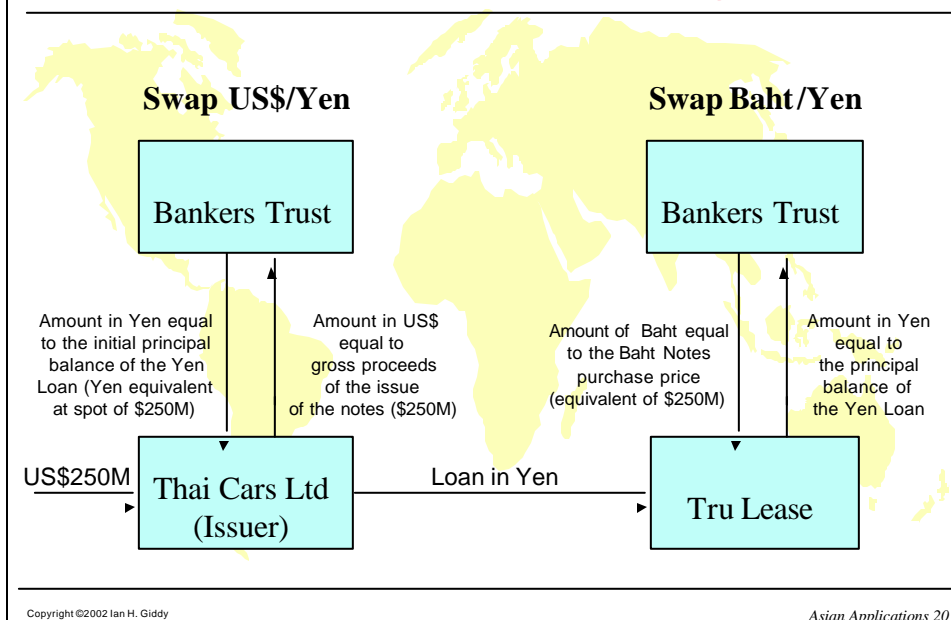 Swap US$/Yen
Swap Baht/Yen
Bankers Trust
Bankers Trust
Amount in Yen equal
to the initial principal
balance of the Yen
Loan (Yen equivalent
at spot of $250M)
Amount in US$
equal to
gross proceeds
of the issue
of the notes ($250M)
Amount of Baht equal
to the Baht Notes
purchase price
(equivalent of $250M)
Amount in Yen
equal to
the principal
balance of
the Yen Loan
US$250M
Thai Cars Ltd
(Issuer)
Loan in Yen
Tru Lease
Copyright ©2002 Ian H. Giddy
Asian Applications 20